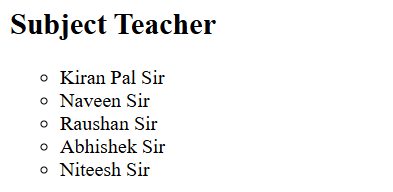 Subject Teacher
Kiran Pal Sir
Naveen Sir
Raushan Sir
Abhishek Sir
Niteesh Sir